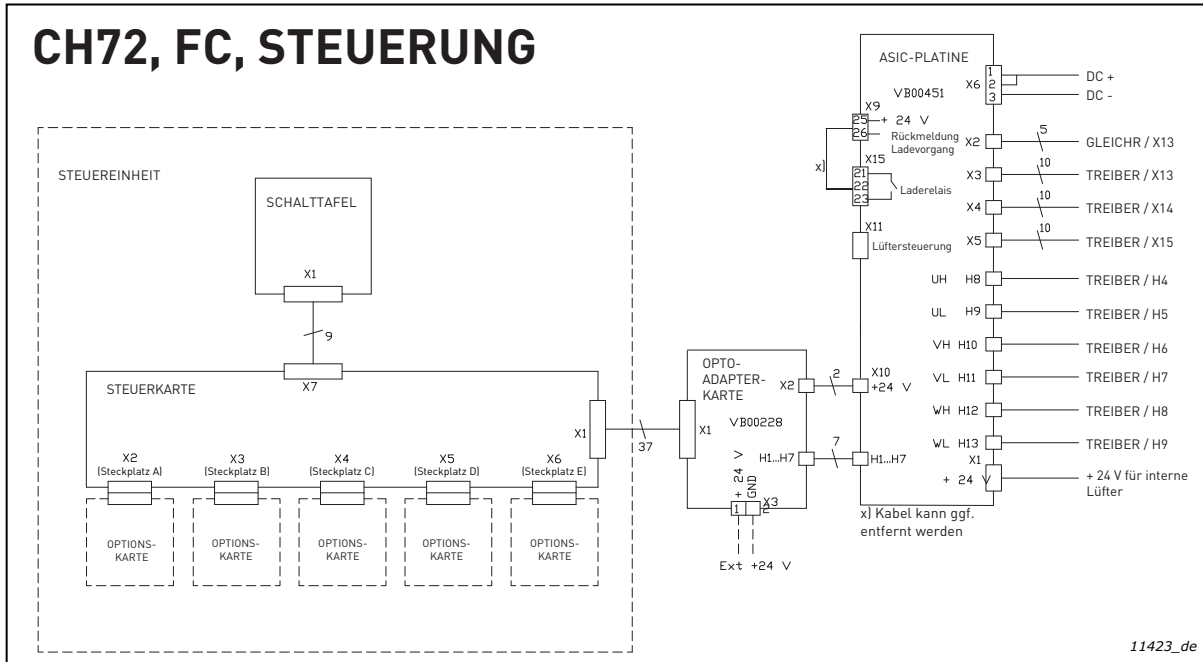 CH72, FC, STEUERUNG
STEUEREINHEIT
SCHALTTAFEL
X1
9
X7
STEUERKARTE
X1
37
X2
(Steckplatz A)
X3
(Steckplatz B)
X4
(Steckplatz C)
X5
(Steckplatz D)
X6
(Steckplatz E)
OPTIONS-
KARTE
OPTIONS-
KARTE
OPTIONS-
KARTE
OPTIONS-
KARTE
OPTIONS-
KARTE
OPTO-
ADAPTER-
KARTE
VB00228
X1
X2
2
H1...H7
7
+ 24 V
GND
X3
1
2
Ext +24 V
ASIC-PLATINE
VB00451
X9
25
+ 24 V
26
Rückmeldung
Ladevorgang
x)
X15
21
22
23
Laderelais
X11
Lüftersteuerung
X10
+24 V
H1...H7
X6
1
2
3
DC +
DC -
X2
5
GLEICHR / X13
X3
10
TREIBER / X13
X4
10
TREIBER / X14
X5
10
TREIBER / X15
UH H8
TREIBER / H4
UL H9
TREIBER / H5
VH H10
TREIBER / H6
VL H11
TREIBER / H7
WH H12
TREIBER / H8
WL H13
TREIBER / H9
X1
+ 24 V
+ 24 V für interne
Lüfter
x) Kabel kann ggf.
entfernt werden
11423_de